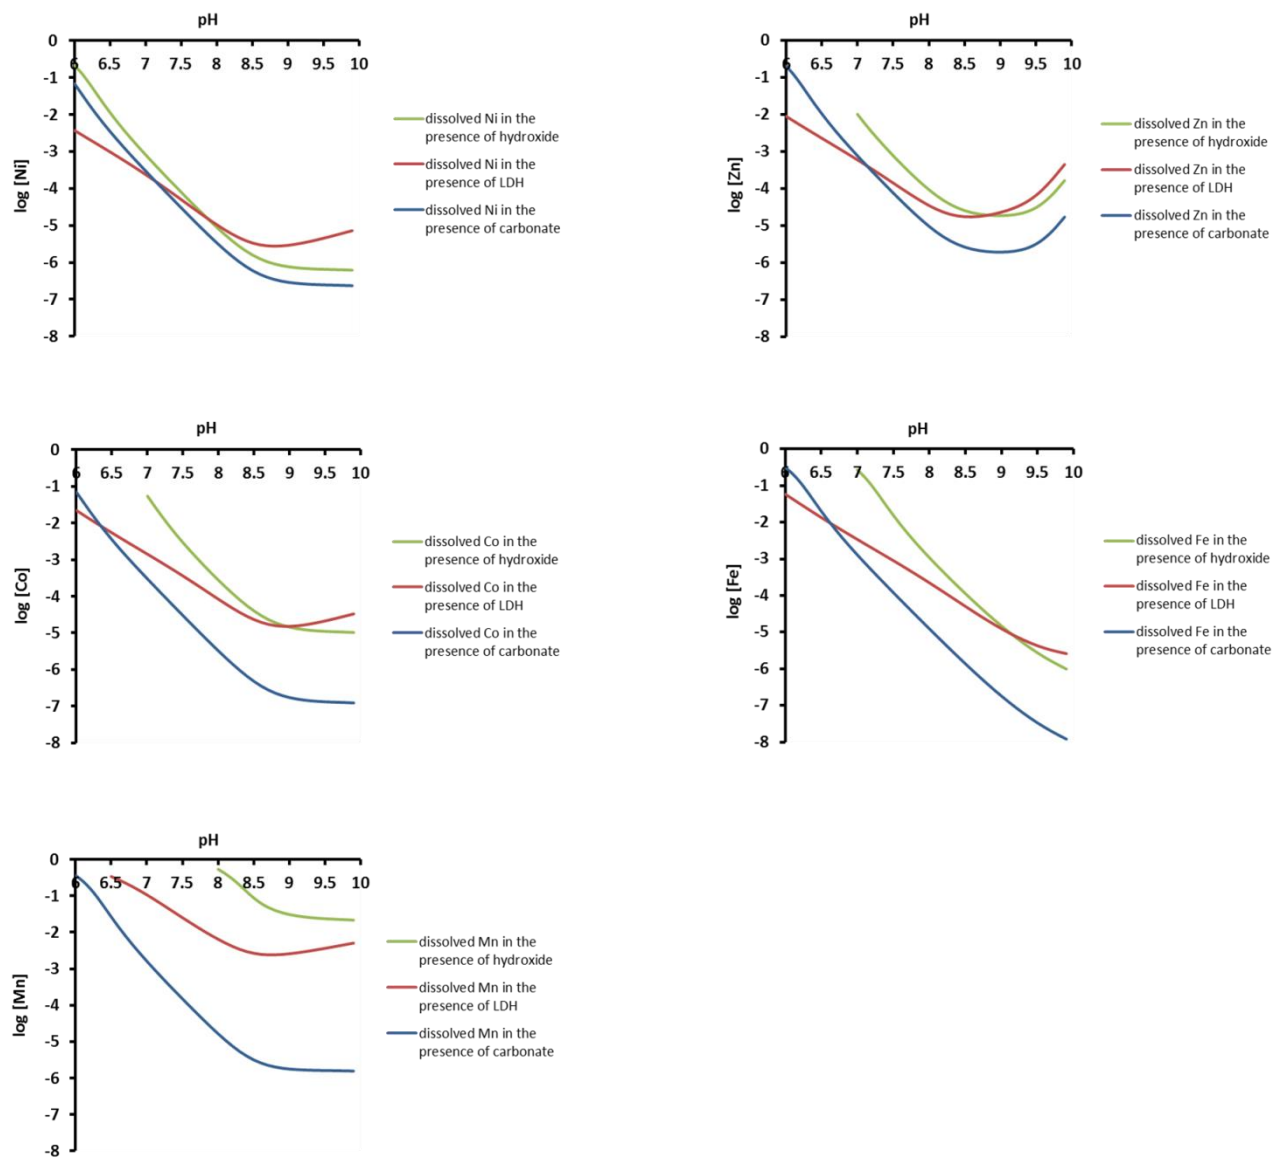 pH
0
6 6.5 7 7.5 8 8.5 9 9.5 10
-1
-2
-3
-4
-5
-6
-7
-8
log [Ni]
dissolved Ni in the
presence of hydroxide
dissolved Ni in the
presence of LDH
dissolved Ni in the
presence of carbonate
pH
0
6 6.5 7 7.5 8 8.5 9 9.5 10
-1
-2
-3
-4
-5
-6
-7
-8
log [Zn]
dissolved Zn in the
presence of hydroxide
dissolved Zn in the
presence of LDH
dissolved Zn in the
presence of carbonate
pH
0
6 6.5 7 7.5 8 8.5 9 9.5 10
-1
-2
-3
-4
-5
-6
-7
-8
log [Co]
dissolved Co in the
presence of hydroxide
dissolved Co in the
presence of LDH
dissolved Co in the
presence of carbonate
pH
0
6 6.5 7 7.5 8 8.5 9 9.5 10
-1
-2
-3
-4
-5
-6
-7
-8
log [Fe]
dissolved Fe in the
presence of hydroxide
dissolved Fe in the
presence of LDH
dissolved Fe in the
presence of carbonate
pH
0
6 6.5 7 7.5 8 8.5 9 9.5 10
-1
-2
-3
-4
-5
-6
-7
-8
log [Mn]
dissolved Mn in the
presence of hydroxide
dissolved Mn in the
presence of LDH
dissolved Mn in the
presence of carbonate